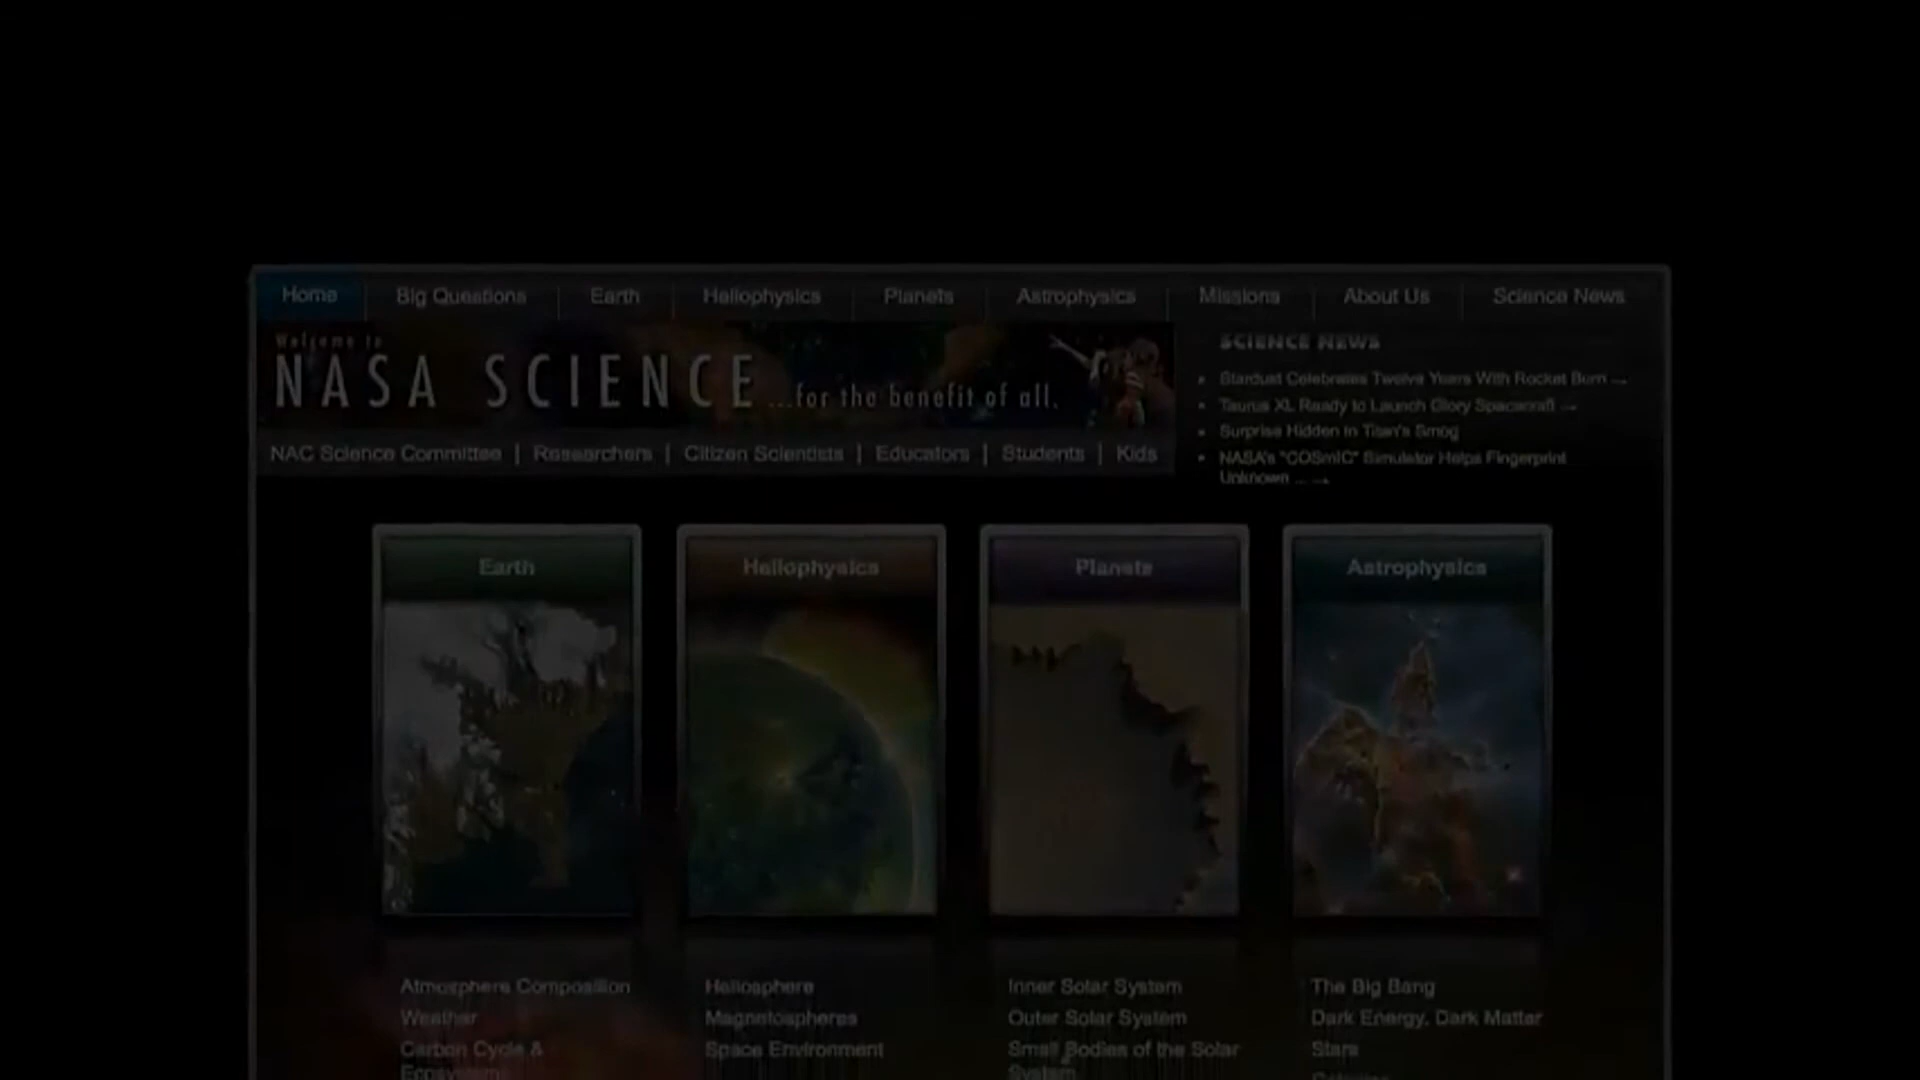 Home Big Questions Earth Heliophysics Planets Astrophysics Missions About Us Science News
Welcome to
NASA SCIENCE ...for the benefit of all.
NAC Science Committee | Researchers | Citizen Scientists | Educators | Students | Kids
SCIENCE NEWS
• Stardust Celebrates Twelve Years With Rocket Burn →
• Taurus XL Ready to Launch Glory Spacecraft →
• Surprise Hidden in Titan's Smog
• NASA's "COSmIC" Simulator Helps Fingerprint
Unknown ... →
Earth
Heliophysics
Planets
Astrophysics
Atmosphere Composition
Weather
Carbon Cycle &
Ecosystems
Heliosphere
Magnetospheres
Space Environment
Inner Solar System
Outer Solar System
Small Bodies of the Solar
System
The Big Bang
Dark Energy, Dark Matter
Stars